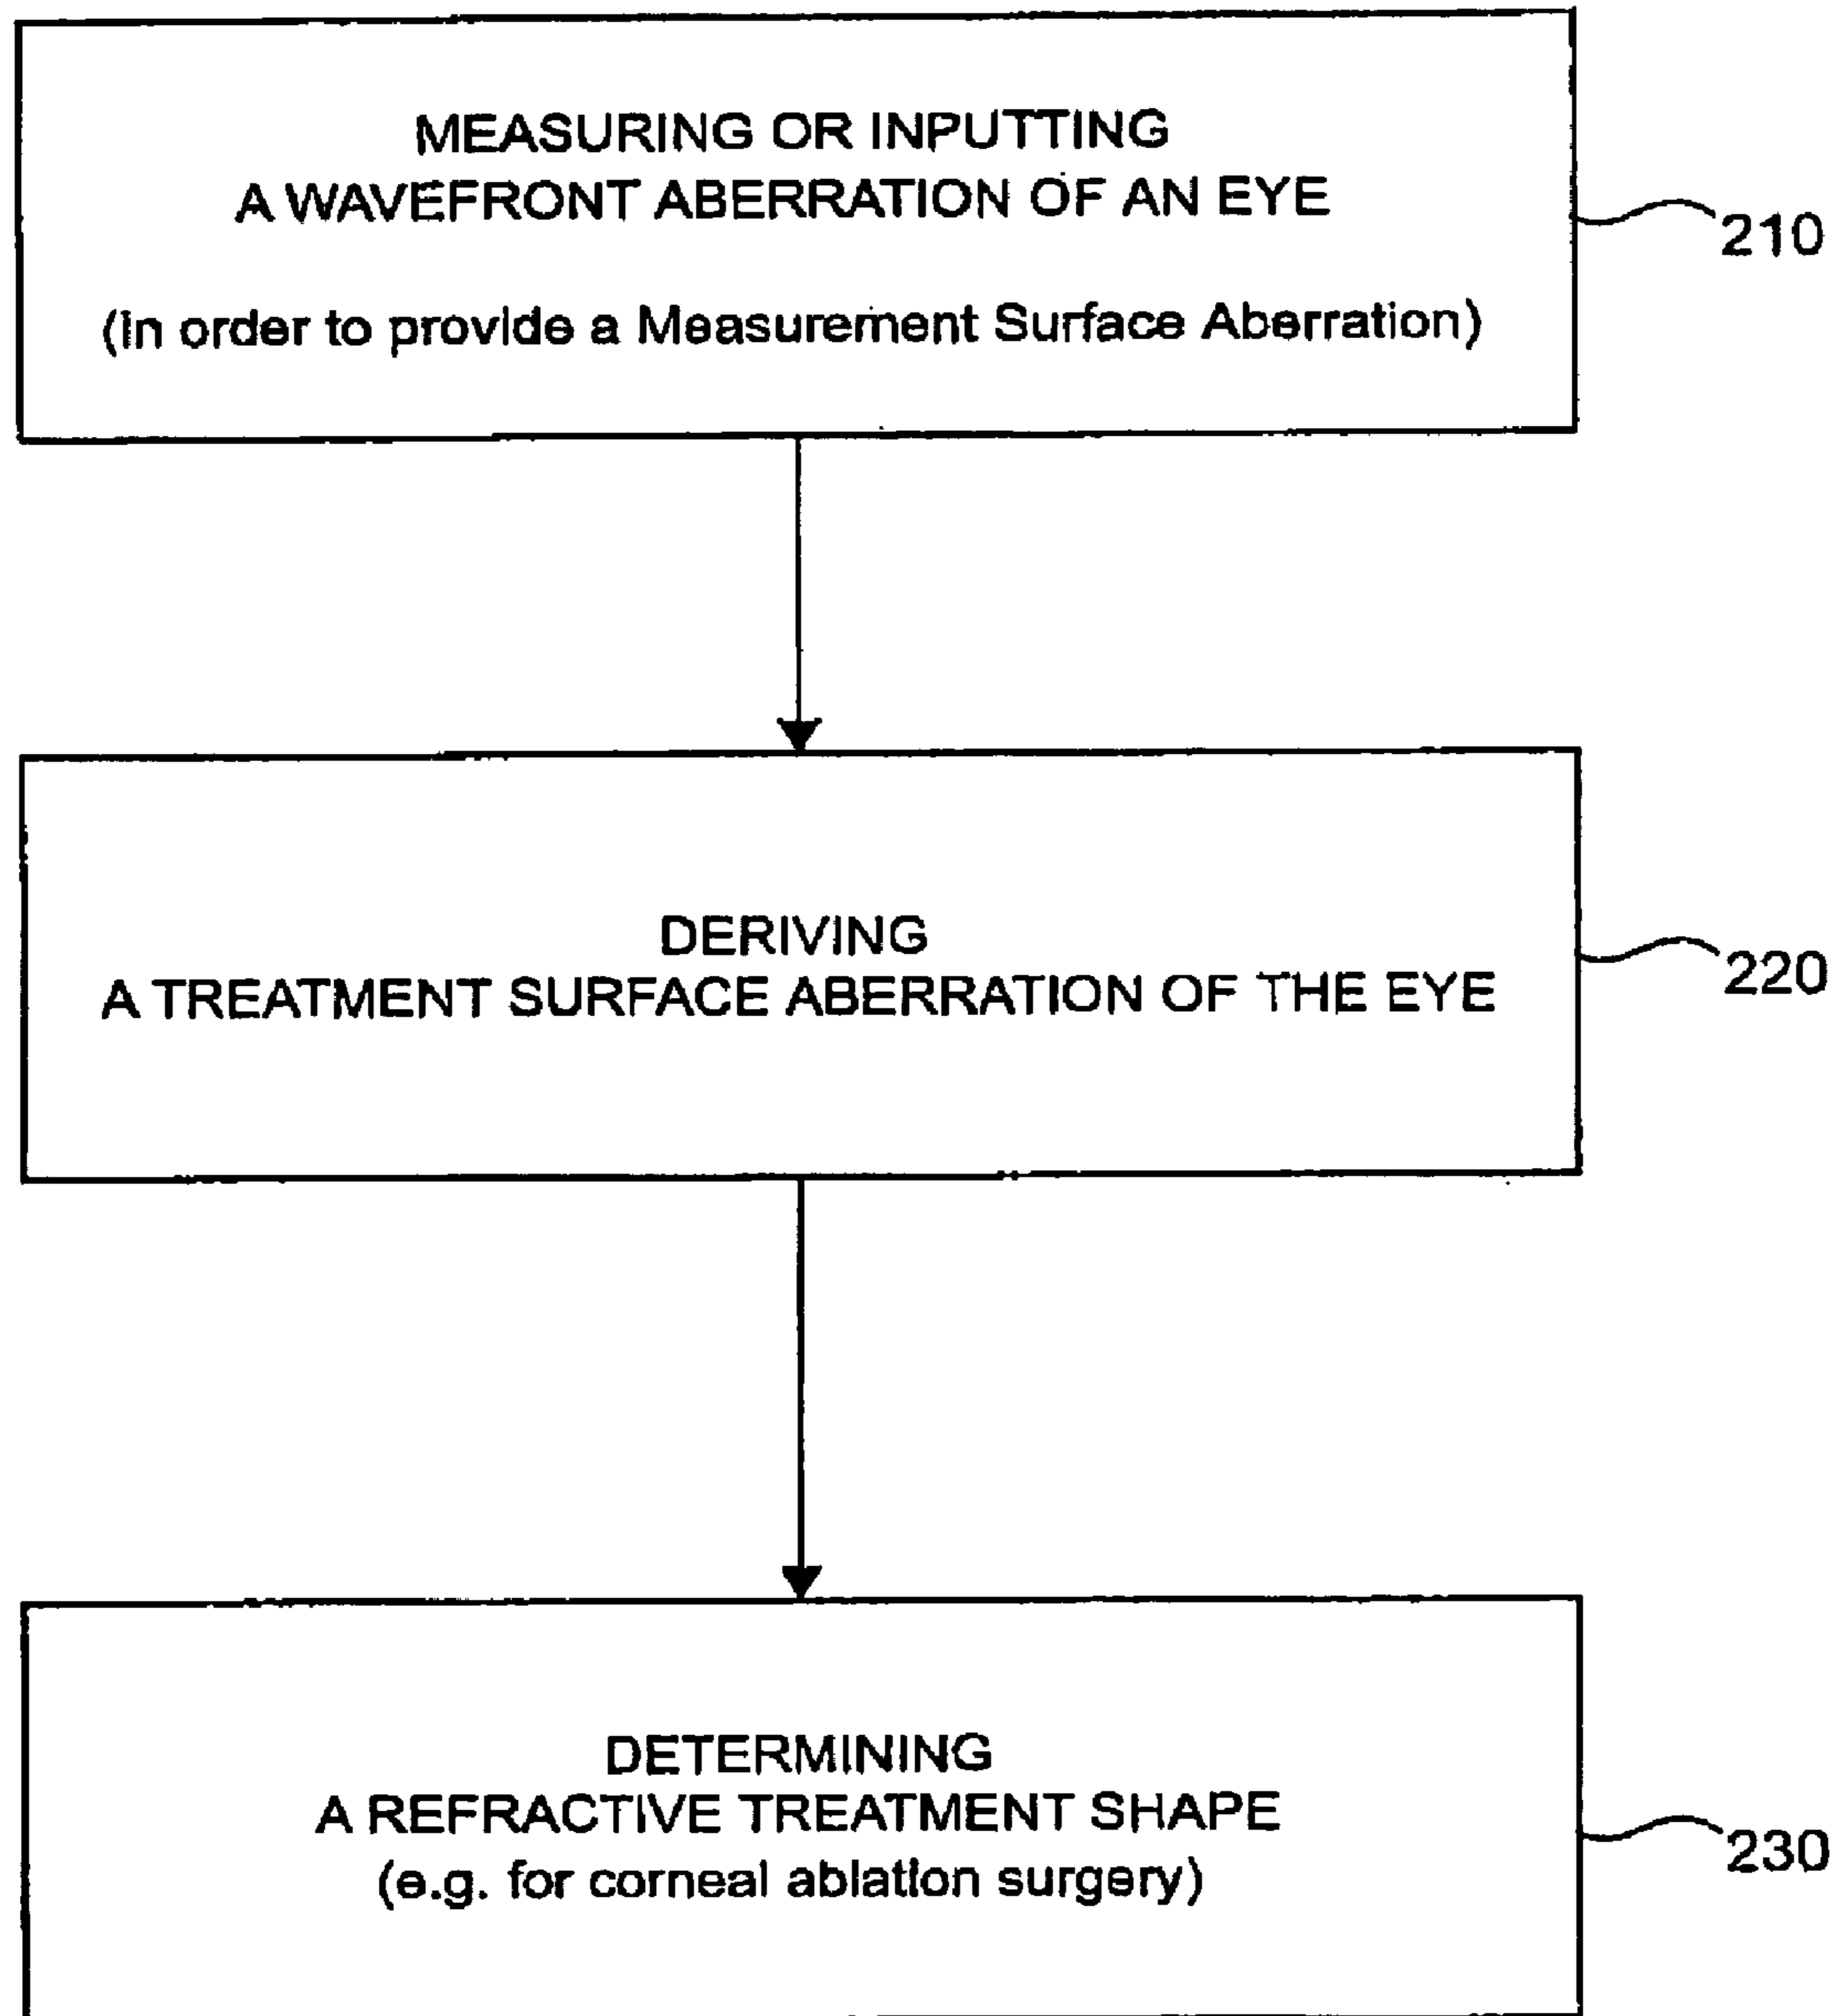 MEASURING OR INPUTTING
A WAVEFRONT ABERRATION OF AN EYE
(In order to provide a Measurement Surface Aberration)
210
DERIVING
A TREATMENT SURFACE ABERRATION OF THE EYE
220
DETERMINING
A REFRACTIVE TREATMENT SHAPE
(e.g. for corneal ablation surgery)
230